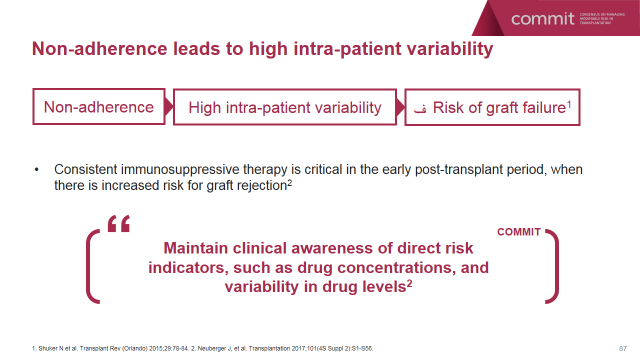 commit
CONSENSUS ON MANAGING
MODIFIABLE RISK IN
TRANSPLANTATION
Non-adherence leads to high intra-patient variability
Non-adherence
High intra-patient variability
ف Risk of graft failure1
• Consistent immunosuppressive therapy is critical in the early post-transplant period, when
there is increased risk for graft rejection2
“
COMMIT
Maintain clinical awareness of direct risk
indicators, such as drug concentrations, and
variability in drug levels2
1. Shuker N et al. Transplant Rev (Orlando) 2015;29:78-84. 2. Neuberger J, et al. Transplantation 2017;101(4S Suppl 2):S1-S56.
87